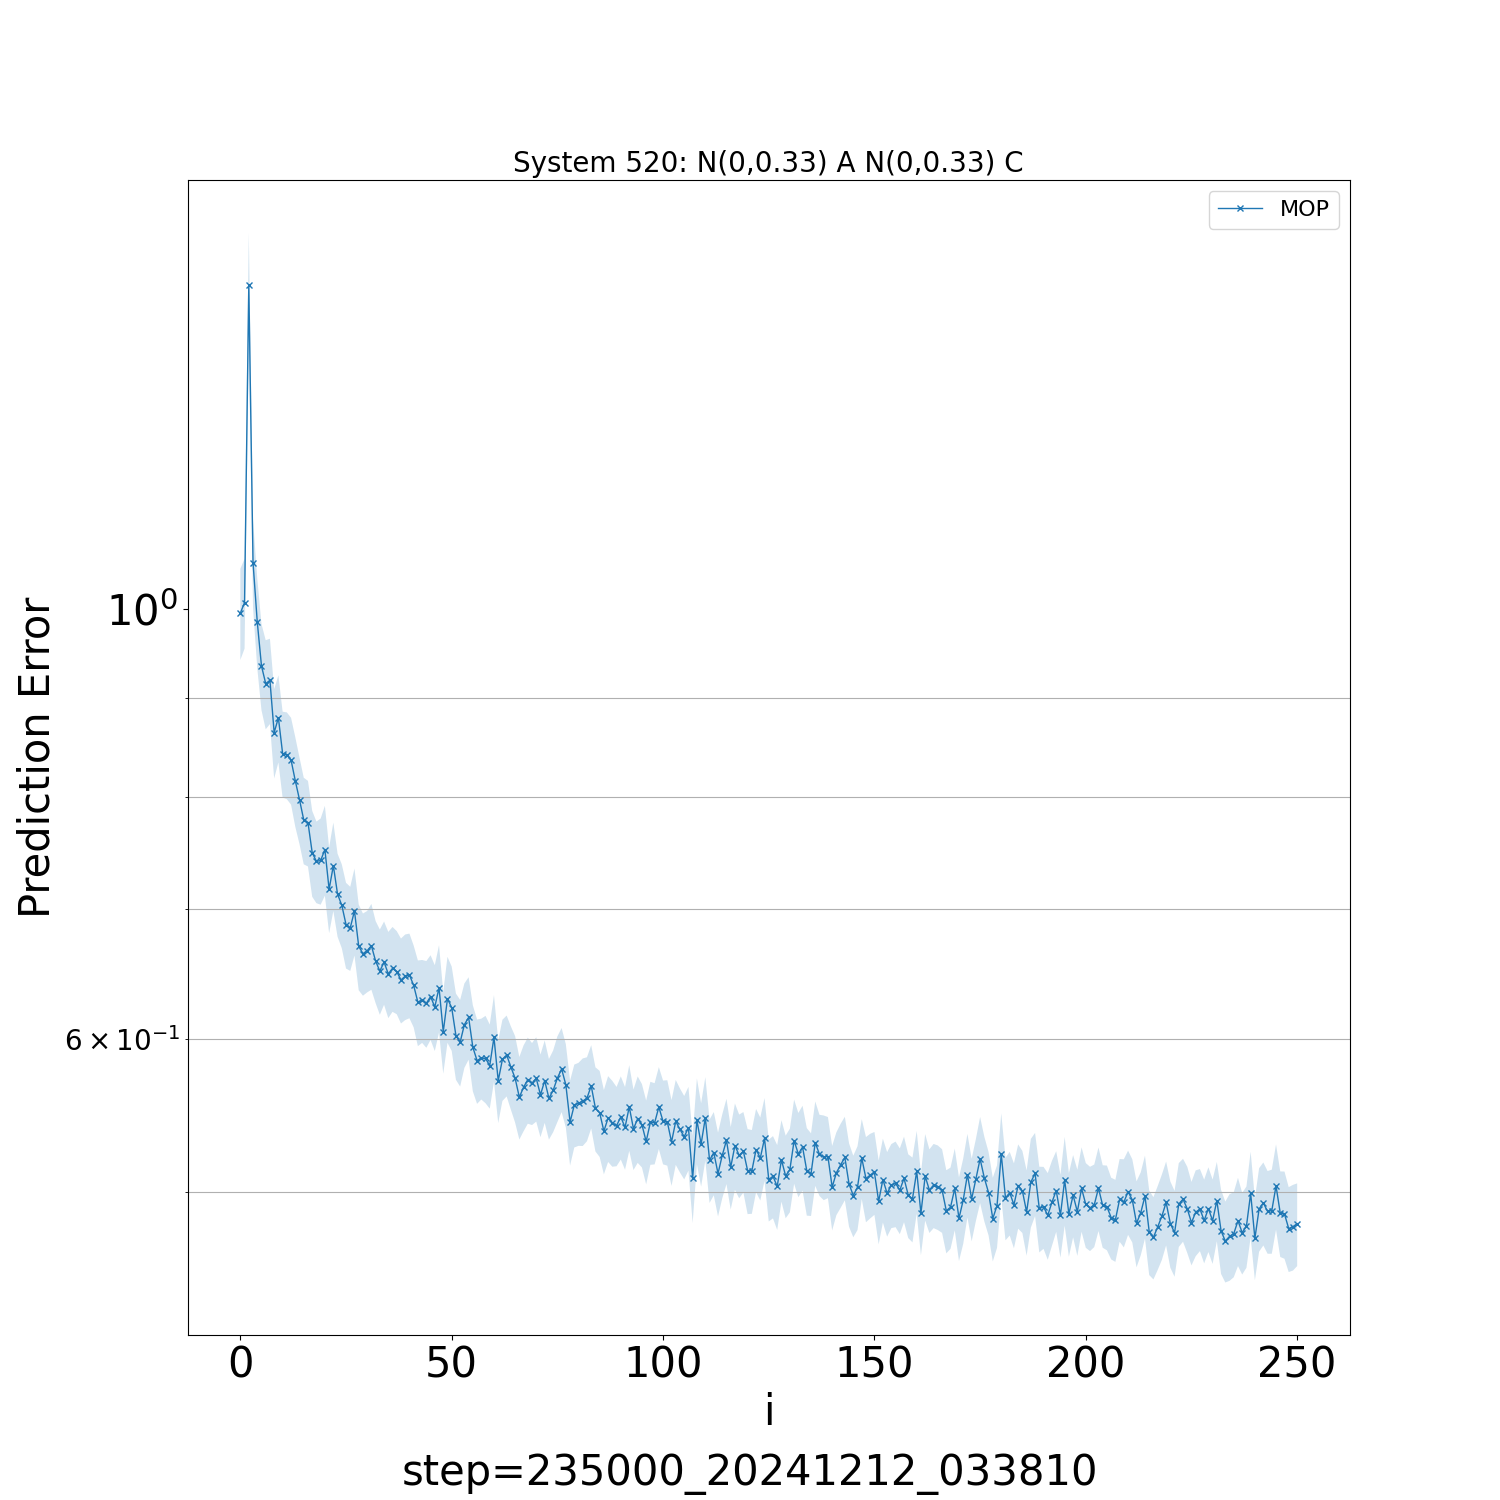 System 520: N(0,0.33) A N(0,0.33) C
MOP
Prediction Error
10⁰
6 × 10⁻¹
0 50 100 150 200 250
i
step=235000_20241212_033810